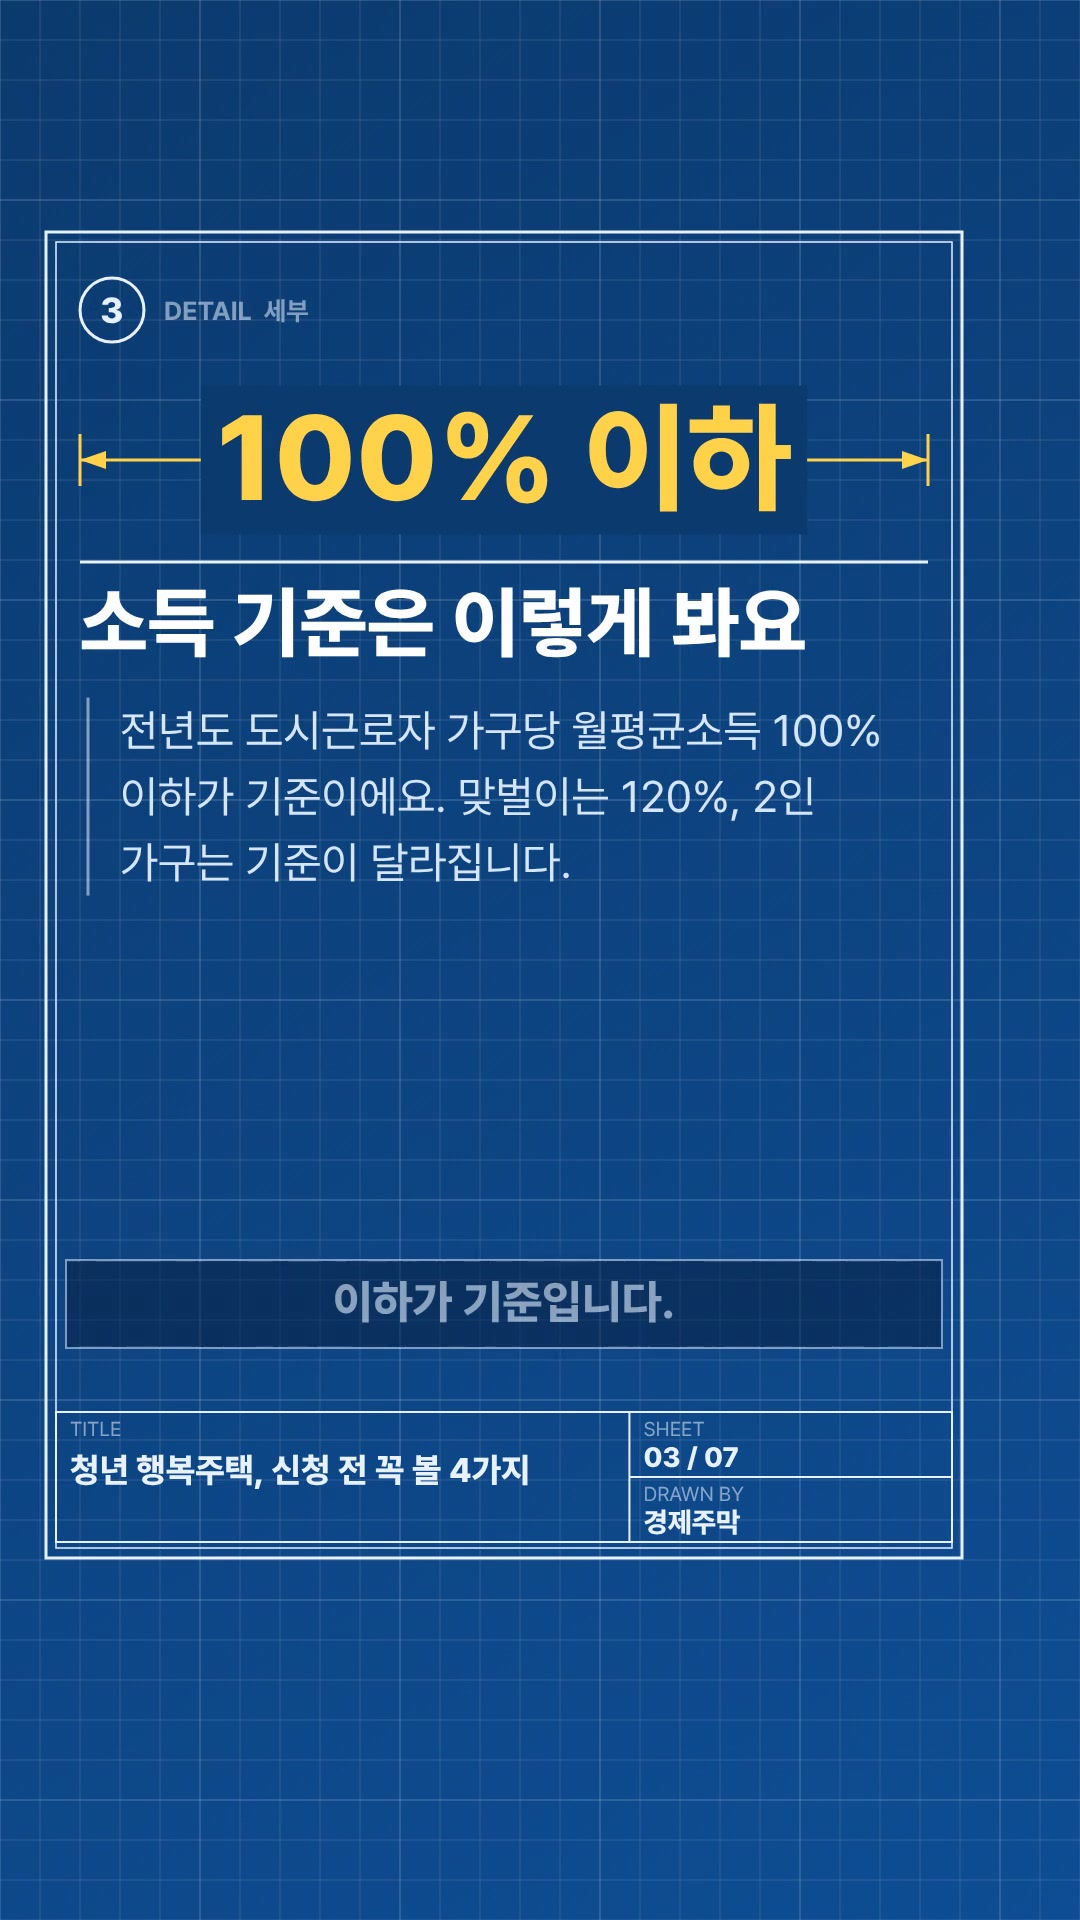 3 DETAIL 세부
100% 이하
소득 기준은 이렇게 봐요
전년도 도시근로자 가구당 월평균소득 100%
이하가 기준이에요. 맞벌이는 120%, 2인
가구는 기준이 달라집니다.
이하가 기준입니다.
TITLE
청년 행복주택, 신청 전 꼭 볼 4가지
SHEET
03 / 07
DRAWN BY
경제주막